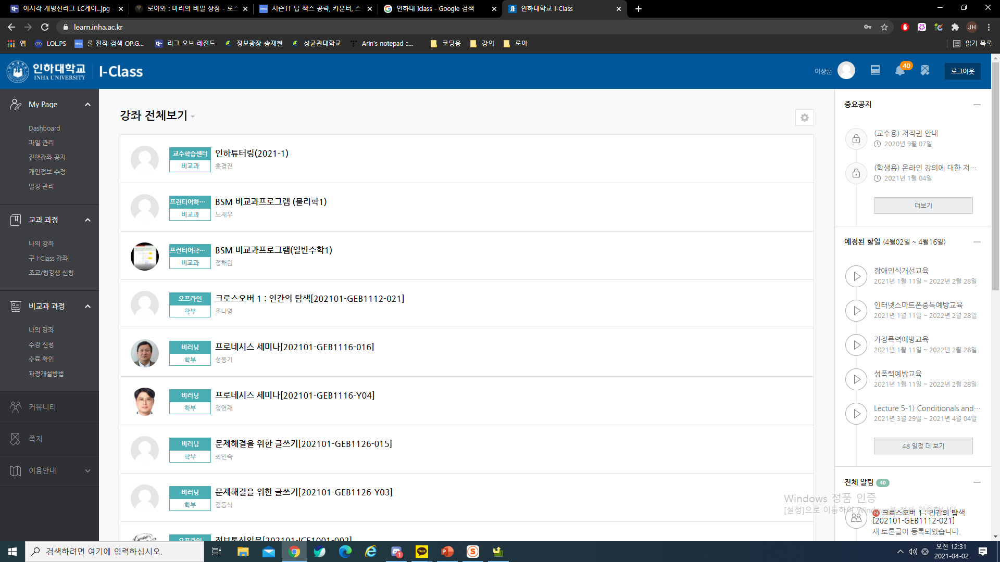 이시각 개병신리그 LC게이...jpg
로아와 : 마리의 비밀 상점 - 로스
시즌11 탑 잭스 공략, 카운터, 스
인하대 iclass - Google 검색
인하대학교 I-Class
learn.inha.ac.kr
JH
앱
LOL.PS
롤 전적 검색 OP.G...
리그 오브 레전드
정보광장-송재현
성균관대학교
Arin's notepad ::...
코딩용
강의
로아
읽기 목록
인하대학교
INHA UNIVERSITY
I-Class
이상훈
40
로그아웃
My Page
Dashboard
파일 관리
진행강좌 공지
개인정보 수정
일정 관리
교과 과정
나의 강좌
구 I-Class 강좌
조교/청강생 신청
비교과 과정
나의 강좌
수강 신청
수료 확인
과정개설방법
커뮤니티
쪽지
이용안내
강좌 전체보기
교수학습센터
비교과
인하튜터링(2021-1)
홍경진
프런티어학···
비교과
BSM 비교과프로그램 (물리학1)
노재우
프런티어학···
비교과
BSM 비교과프로그램(일반수학1)
정해원
오프라인
학부
크로스오버 1 : 인간의 탐색[202101-GEB1112-021]
조나영
비러닝
학부
프로네시스 세미나[202101-GEB1116-016]
성동기
비러닝
학부
프로네시스 세미나[202101-GEB1116-Y04]
정연재
비러닝
학부
문제해결을 위한 글쓰기[202101-GEB1126-015]
최인숙
비러닝
학부
문제해결을 위한 글쓰기[202101-GEB1126-Y03]
김동식
오프라인
정보통신입문[202101-ICE1001-002]
중요공지
(교수용) 저작권 안내
2020년 9월 07일
(학생용) 온라인 강의에 대한 저···
2021년 1월 04일
더보기
예정된 할일 (4월02일 ~ 4월16일)
장애인식개선교육
2021년 1월 11일 ~ 2022년 2월 28일
인터넷스마트폰중독예방교육
2021년 1월 11일 ~ 2022년 2월 28일
가정폭력예방교육
2021년 1월 11일 ~ 2022년 2월 28일
성폭력예방교육
2021년 1월 11일 ~ 2022년 2월 28일
Lecture 5-1) Conditionals and···
2021년 3월 29일 ~ 2021년 4월 04일
48 일정 더 보기
전체 알림 40
N 크로스오버 1 : 인간의 탐색
[202101-GEB1112-021]
새 토론글이 등록되었습니다.
Windows 정품 인증
[설정]으로 이동하여 Windows를 정품 인증합니다.
검색하려면 여기에 입력하십시오.
1
TALK
오전 12:31
2021-04-02